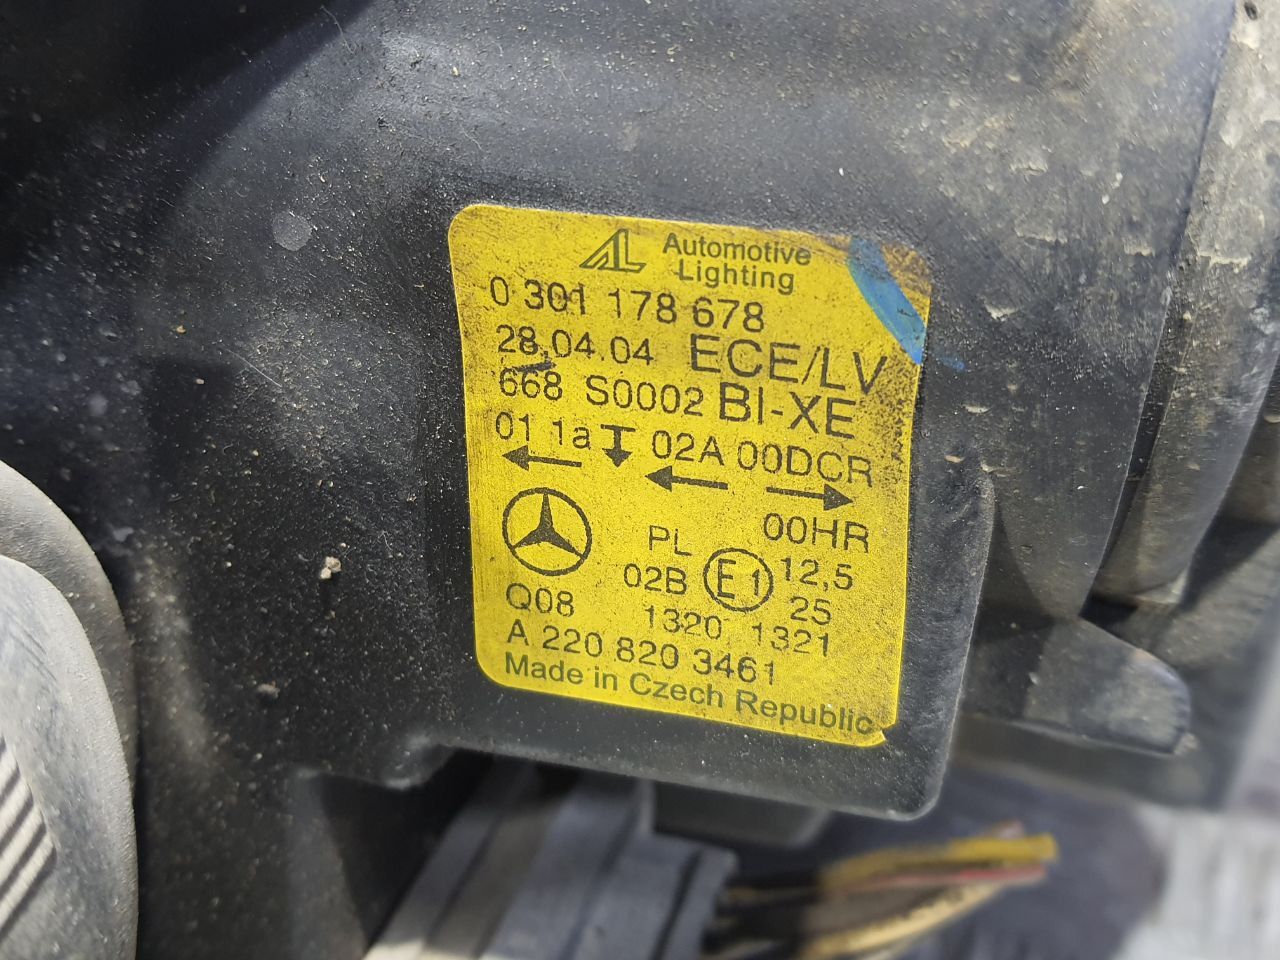 AL Automotive
Lighting
0 301 178 678
28.04.04 ECE/LV
668 S0002 BI-XE
01 1a 02A 00DCR
00HR
PL 12,5
02B E1 25
Q08 1320 1321
A 220 820 3461
Made in Czech Republic